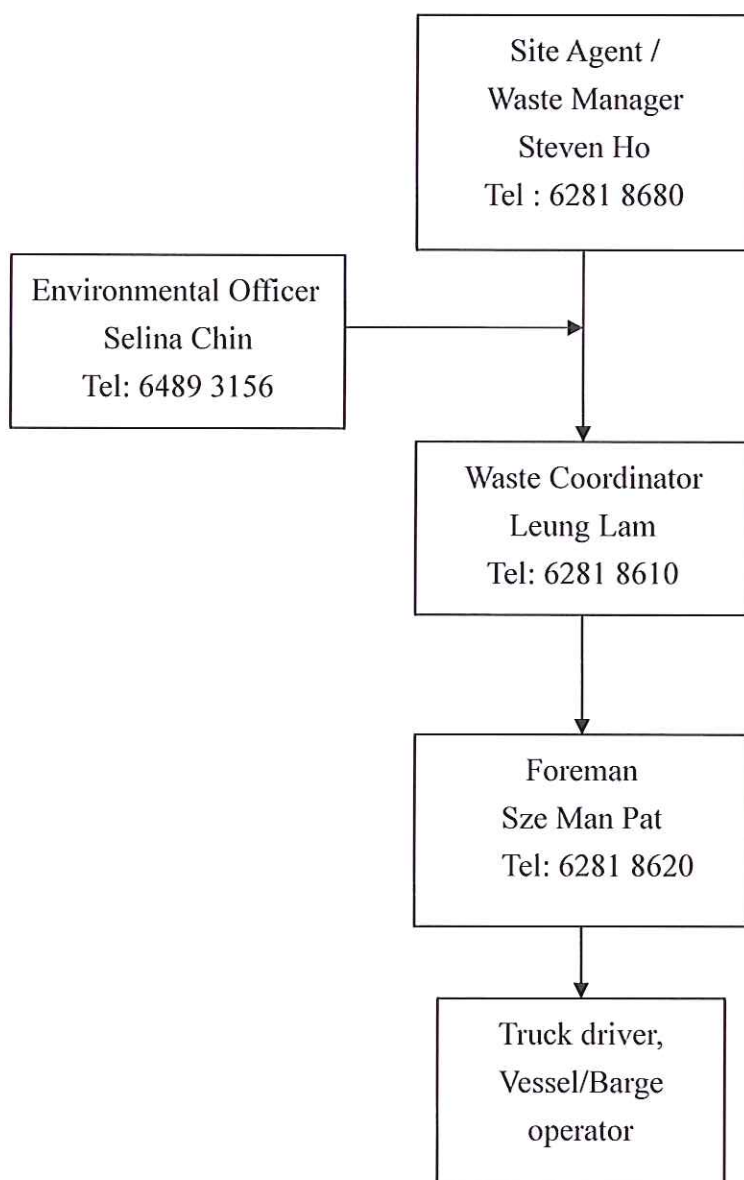 Site Agent /
Waste Manager
Steven Ho
Tel : 6281 8680
Environmental Officer
Selina Chin
Tel: 6489 3156
Waste Coordinator
Leung Lam
Tel: 6281 8610
Foreman
Sze Man Pat
Tel: 6281 8620
Truck driver,
Vessel/Barge
operator